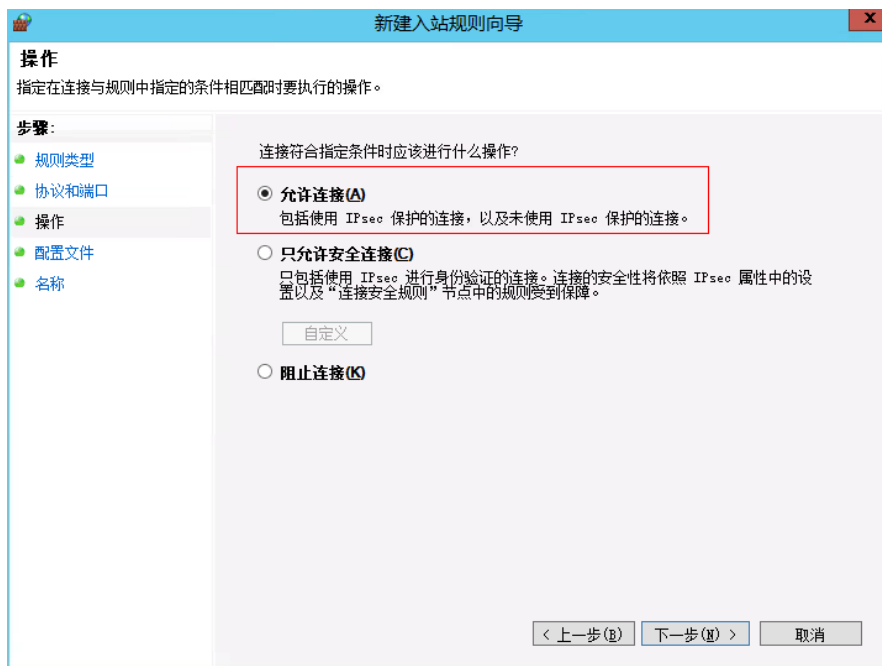 新建入站规则向导
x
操作
指定在连接与规则中指定的条件相匹配时要执行的操作。
步骤:
规则类型
协议和端口
操作
配置文件
名称
连接符合指定条件时应该进行什么操作?
允许连接(A)
包括使用 IPsec 保护的连接，以及未使用 IPsec 保护的连接。
只允许安全连接(C)
只包括使用 IPsec 进行身份验证的连接。连接的安全性将依照 IPsec 属性中的设
置以及“连接安全规则”节点中的规则受到保障。
自定义
阻止连接(K)
< 上一步(B)
下一步(N) >
取消